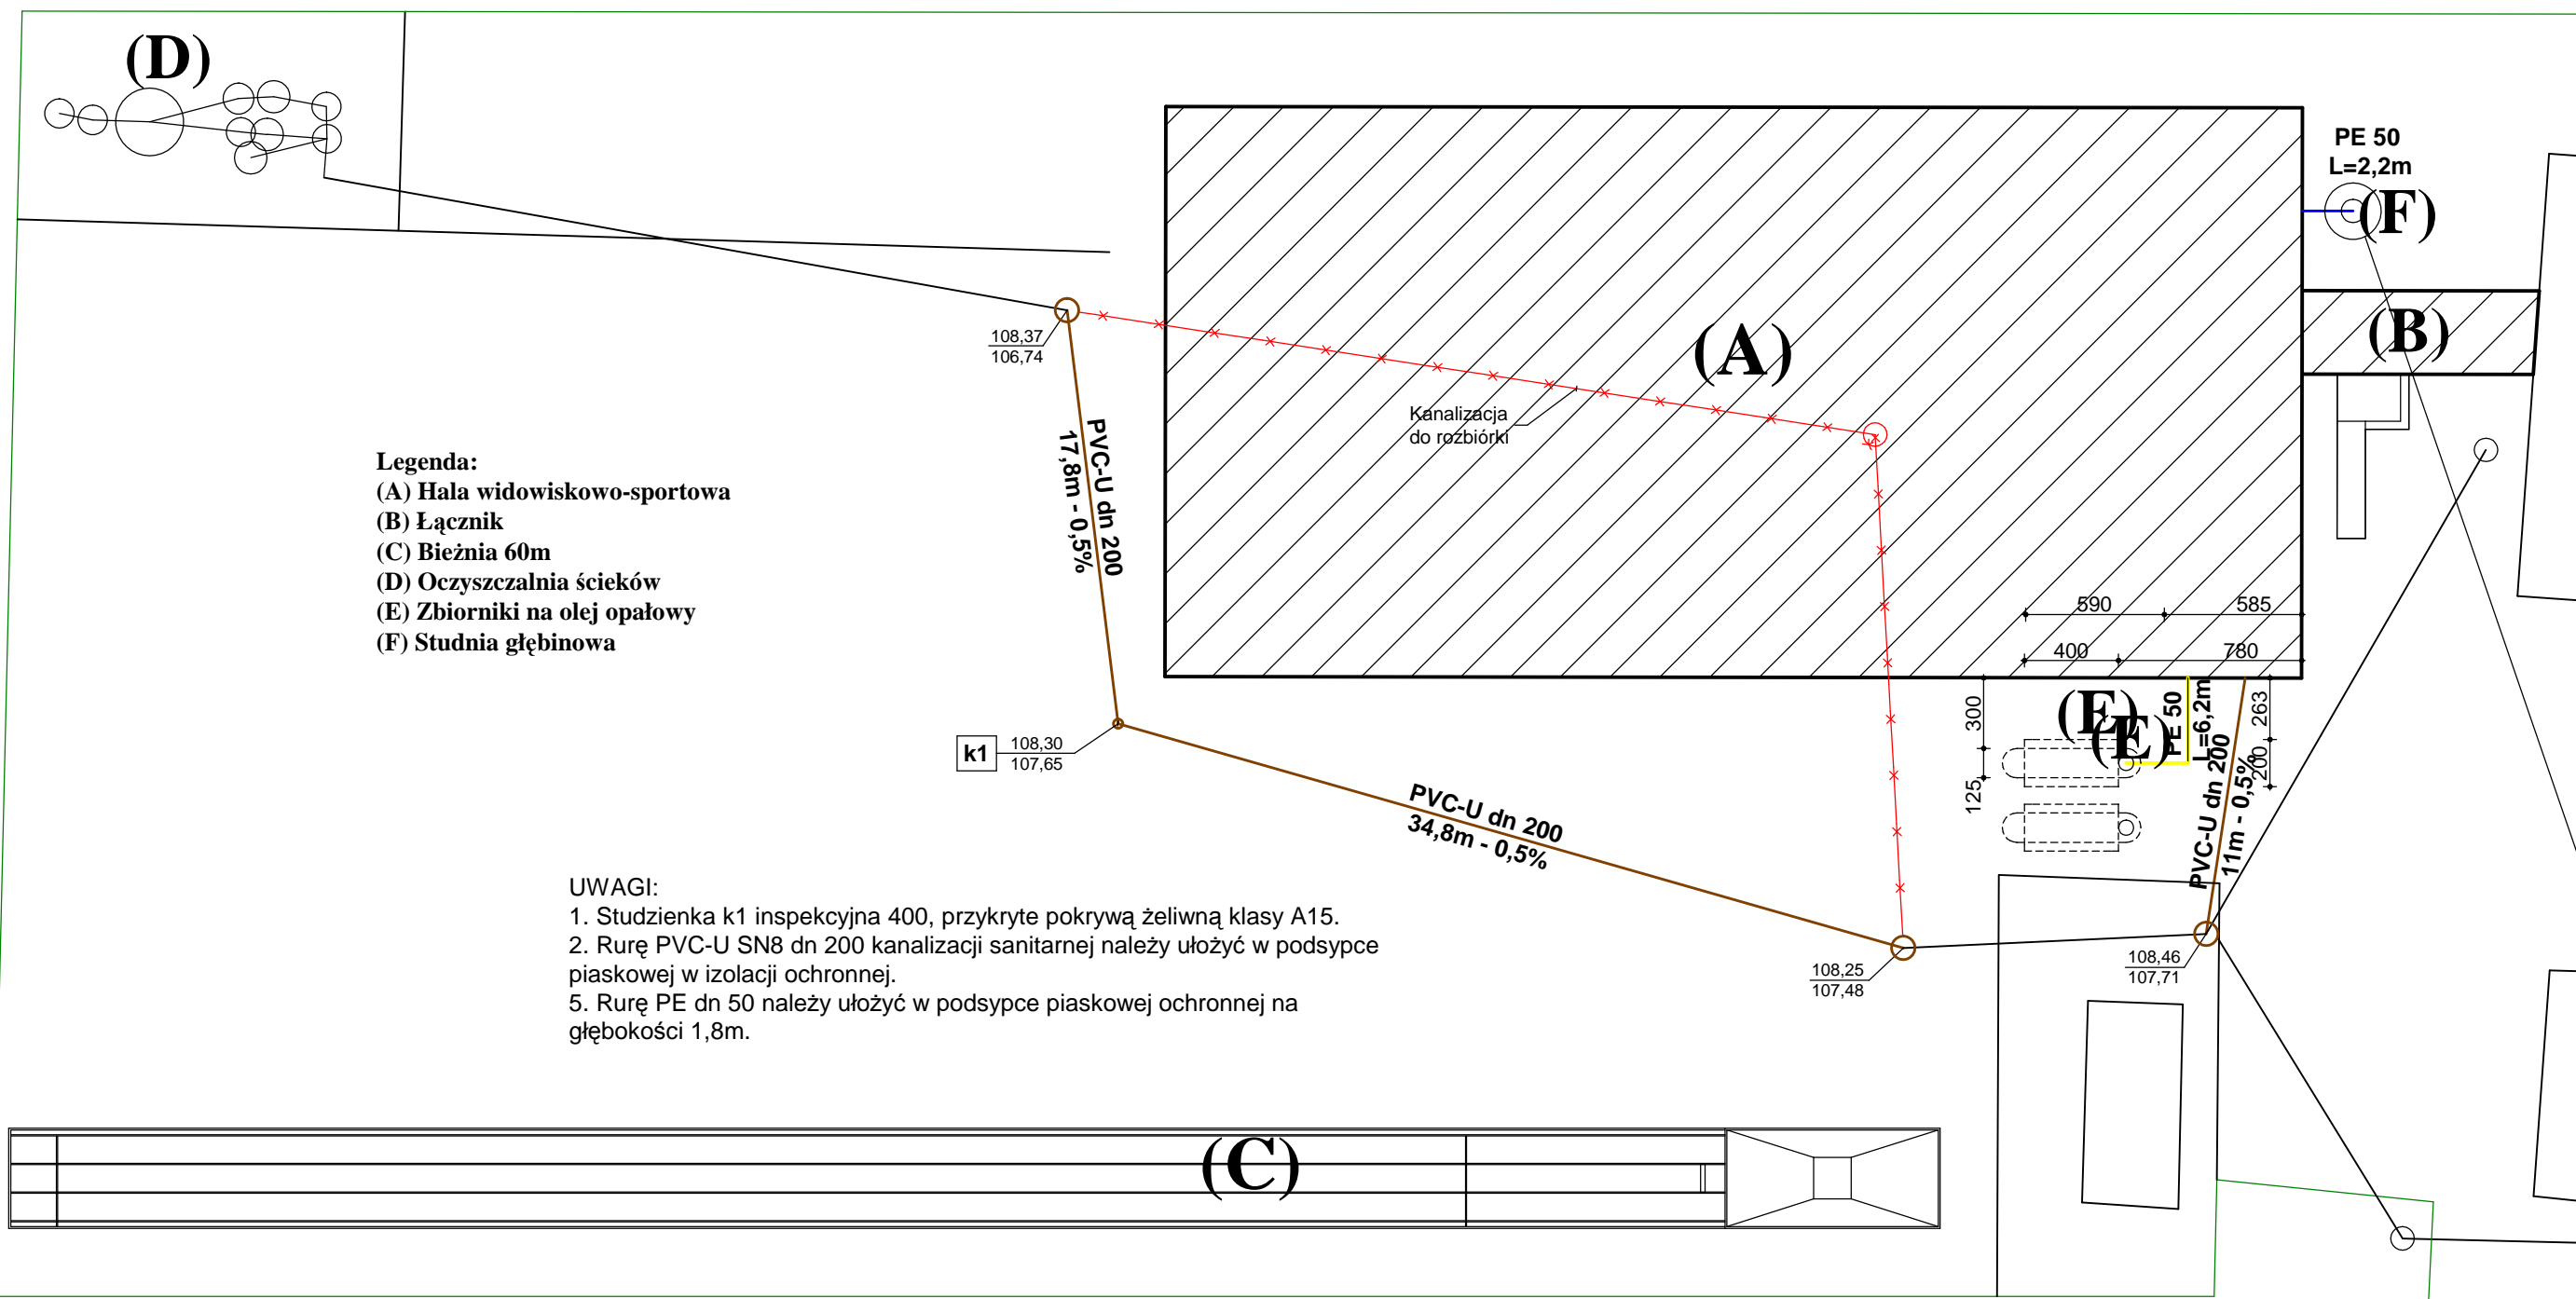 (D)
PE 50
L=2,2m
(F)
108,37
106,74
(A)
(B)
Kanalizacja
do rozbiórki
PVC-U dn 200
17,8m - 0,5%
Legenda:
(A) Hala widowiskowo-sportowa
(B) Łącznik
(C) Bieżnia 60m
(D) Oczyszczalnia ścieków
(E) Zbiorniki na olej opałowy
(F) Studnia głębinowa
590
585
400
780
(E)
(E)
300
125
PE 50
L=6,2m
263
200
k1
108,30
107,65
PVC-U dn 200
34,8m - 0,5%
PVC-U dn 200
11m - 0,5%
UWAGI:
1. Studzienka k1 inspekcyjna 400, przykryte pokrywą żeliwną klasy A15.
2. Rurę PVC-U SN8 dn 200 kanalizacji sanitarnej należy ułożyć w podsypce
piaskowej w izolacji ochronnej.
5. Rurę PE dn 50 należy ułożyć w podsypce piaskowej ochronnej na
głębokości 1,8m.
108,25
107,48
108,46
107,71
(C)